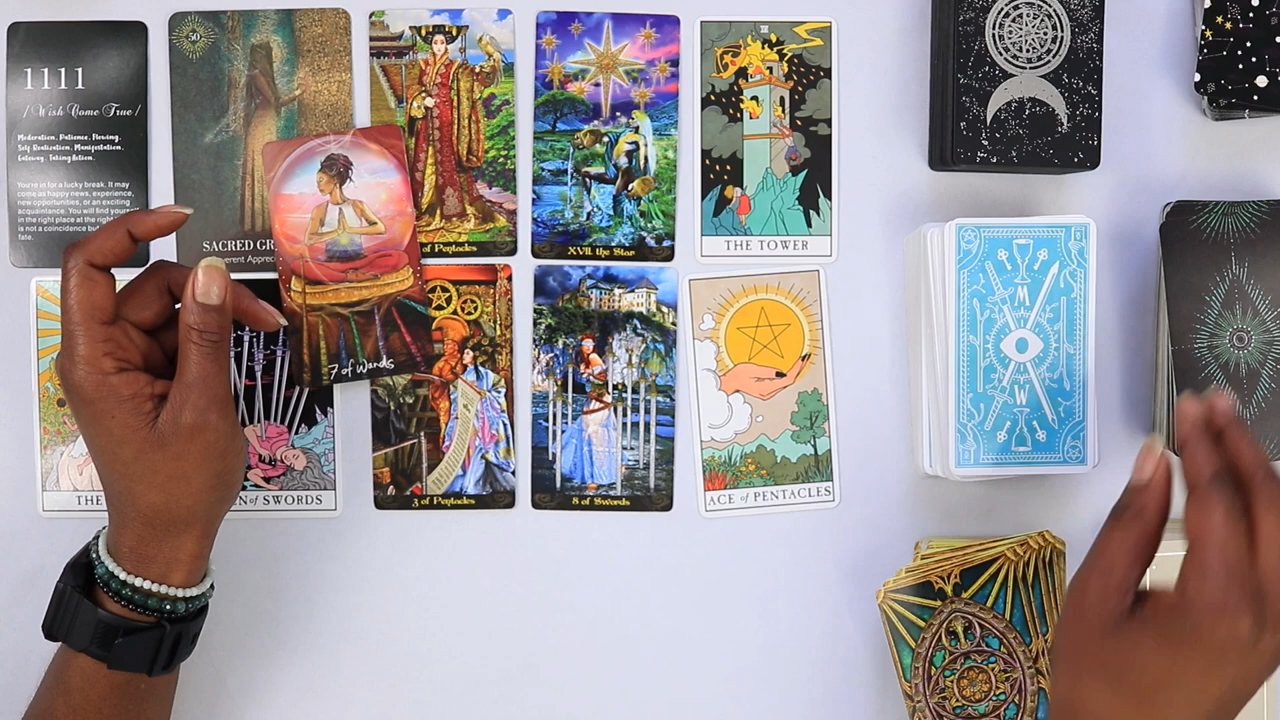 1111
/ Wish Come True /
Moderation, Patience, Flowing,
Self-Realization, Manifestation,
Gateway, Taking Action.
You're in for a lucky break. It may
come as happy news, experience,
new opportunities, or an exciting
acquaintance. You will find yourself
in the right place at the right
is not a coincidence but
fate.
50
SACRED
of Pentacles
XVII. the Star
THE TOWER
7 of Wands
THE
of SWORDS
3 of Pentacles
8 of Swords
ACE of PENTACLES
M
W